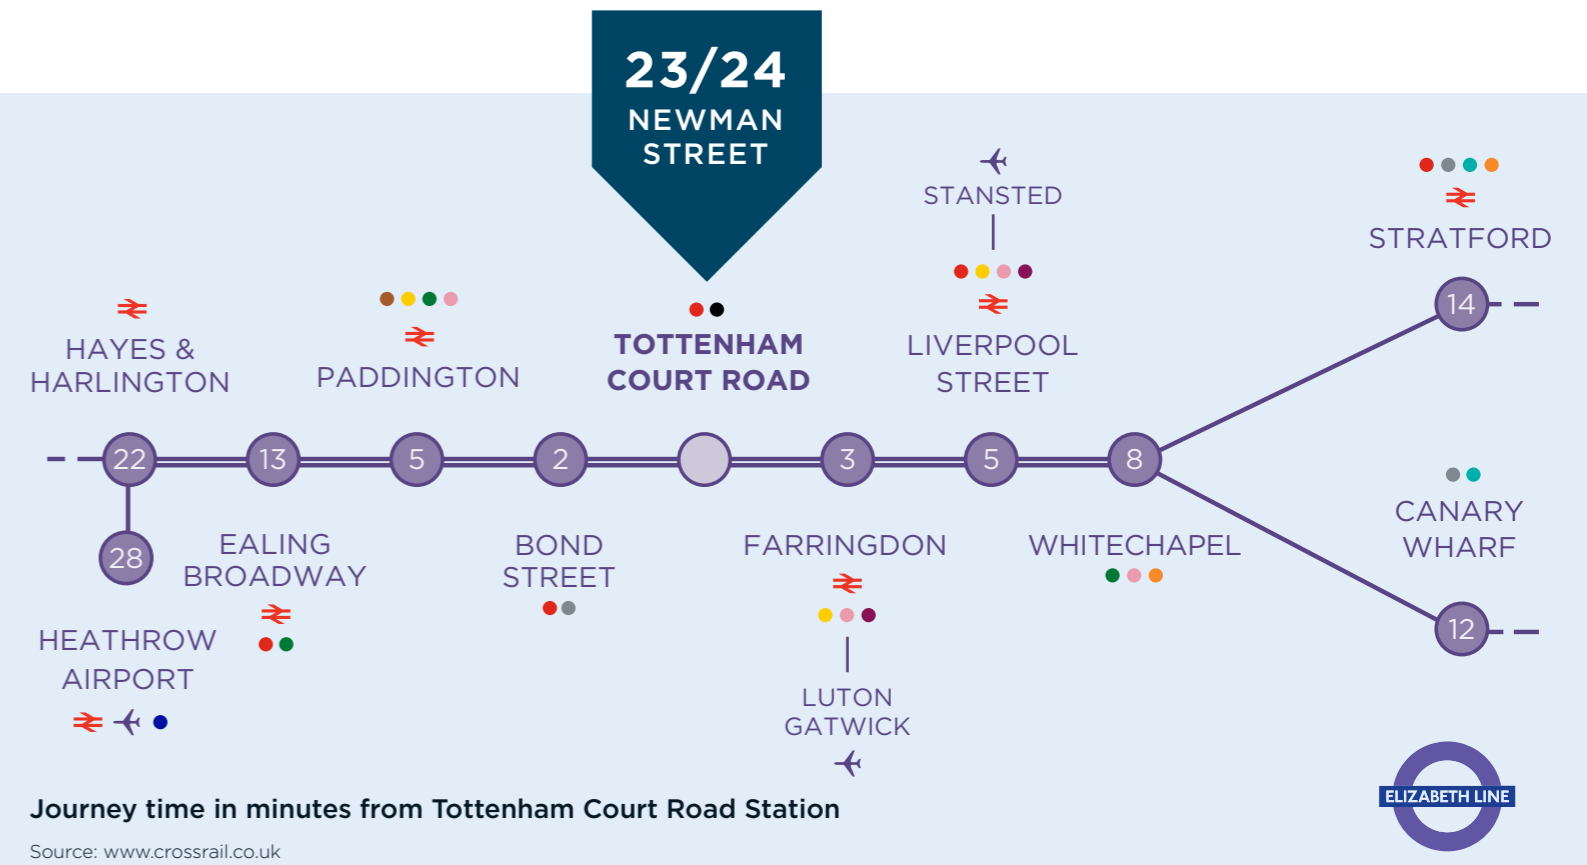 23/24
NEWMAN
STREET
STANSTED
STRATFORD
14
HAYES &
HARLINGTON
PADDINGTON
TOTTENHAM
COURT ROAD
LIVERPOOL
STREET
22
13
5
2
3
5
8
28
EALING
BROADWAY
BOND
STREET
FARRINGDON
WHITECHAPEL
CANARY
WHARF
12
HEATHROW
AIRPORT
LUTON
GATWICK
ELIZABETH LINE
Journey time in minutes from Tottenham Court Road Station
Source: www.crossrail.co.uk